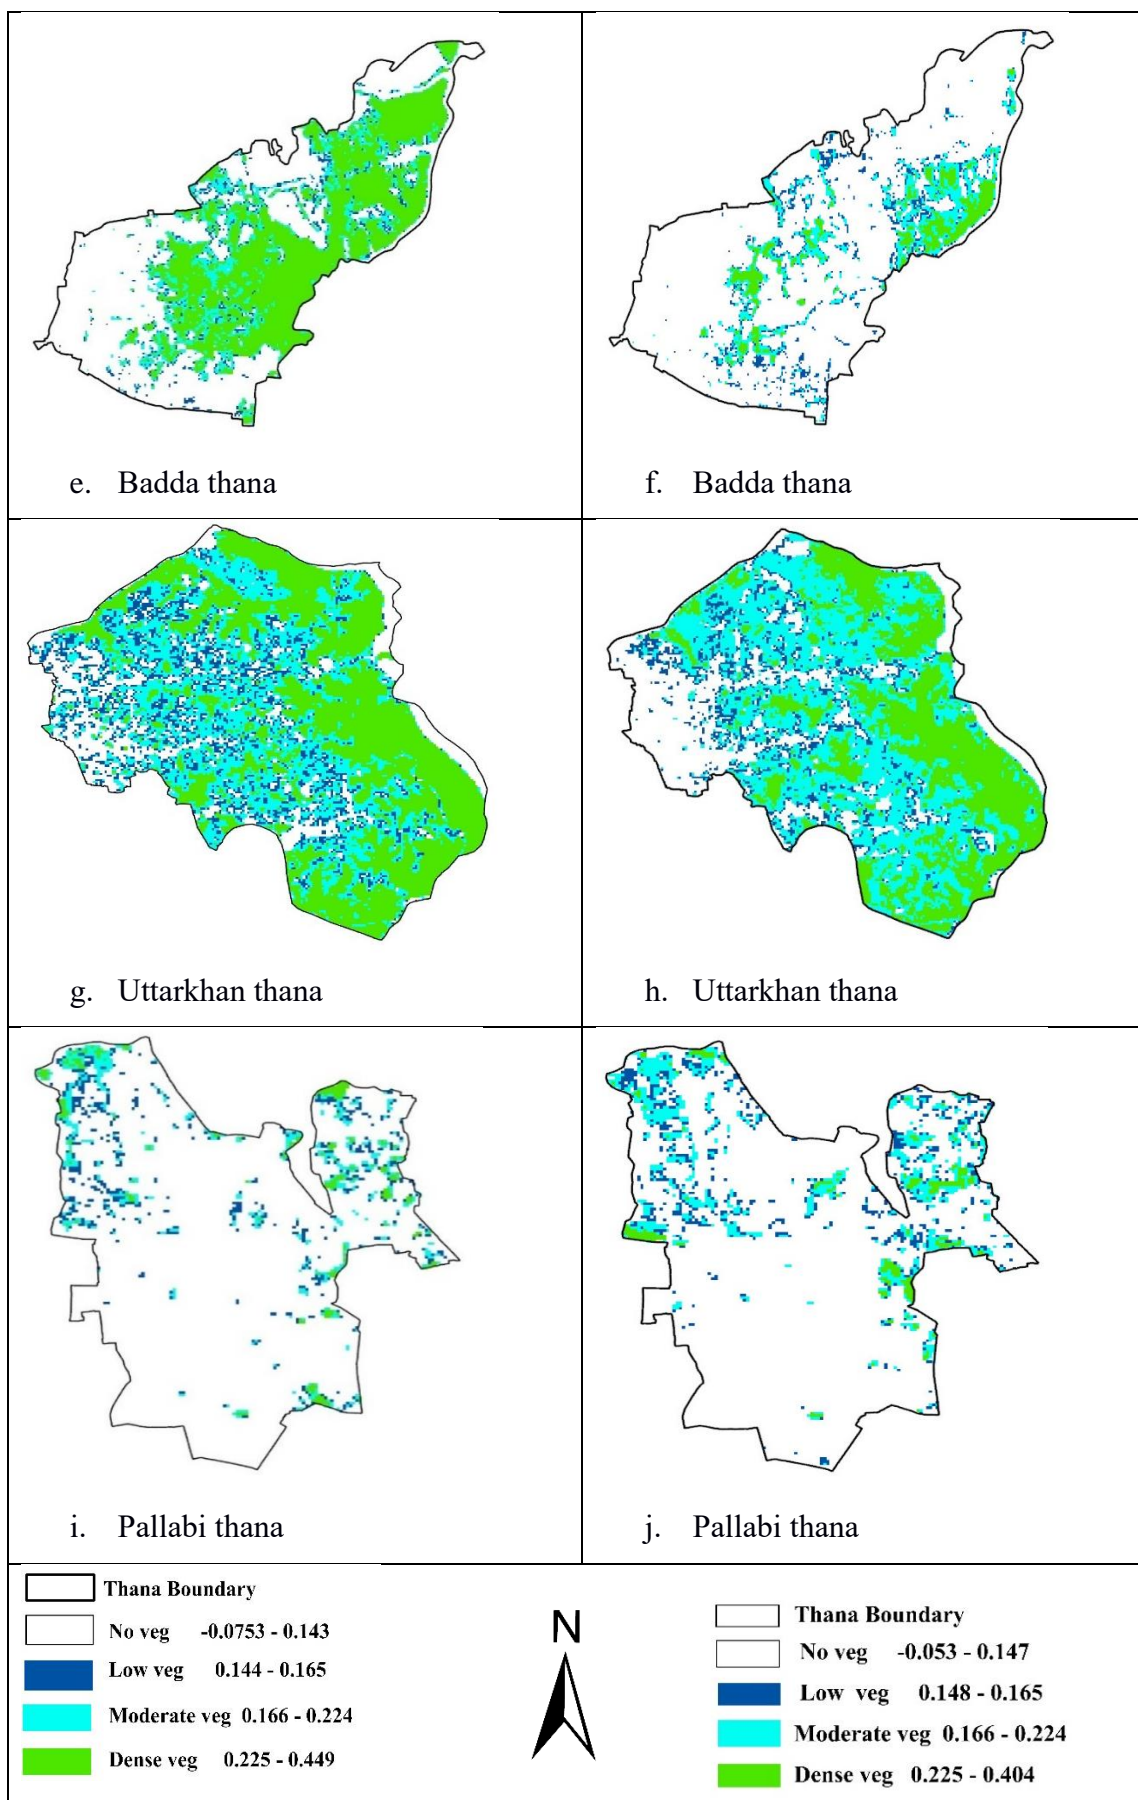 e. Badda thana
f. Badda thana
g. Uttarkhan thana
h. Uttarkhan thana
i. Pallabi thana
j. Pallabi thana
Thana Boundary
No veg -0.0753 - 0.143
Low veg 0.144 - 0.165
Moderate veg 0.166 - 0.224
Dense veg 0.225 - 0.449
N
Thana Boundary
No veg -0.053 - 0.147
Low veg 0.148 - 0.165
Moderate veg 0.166 - 0.224
Dense veg 0.225 - 0.404